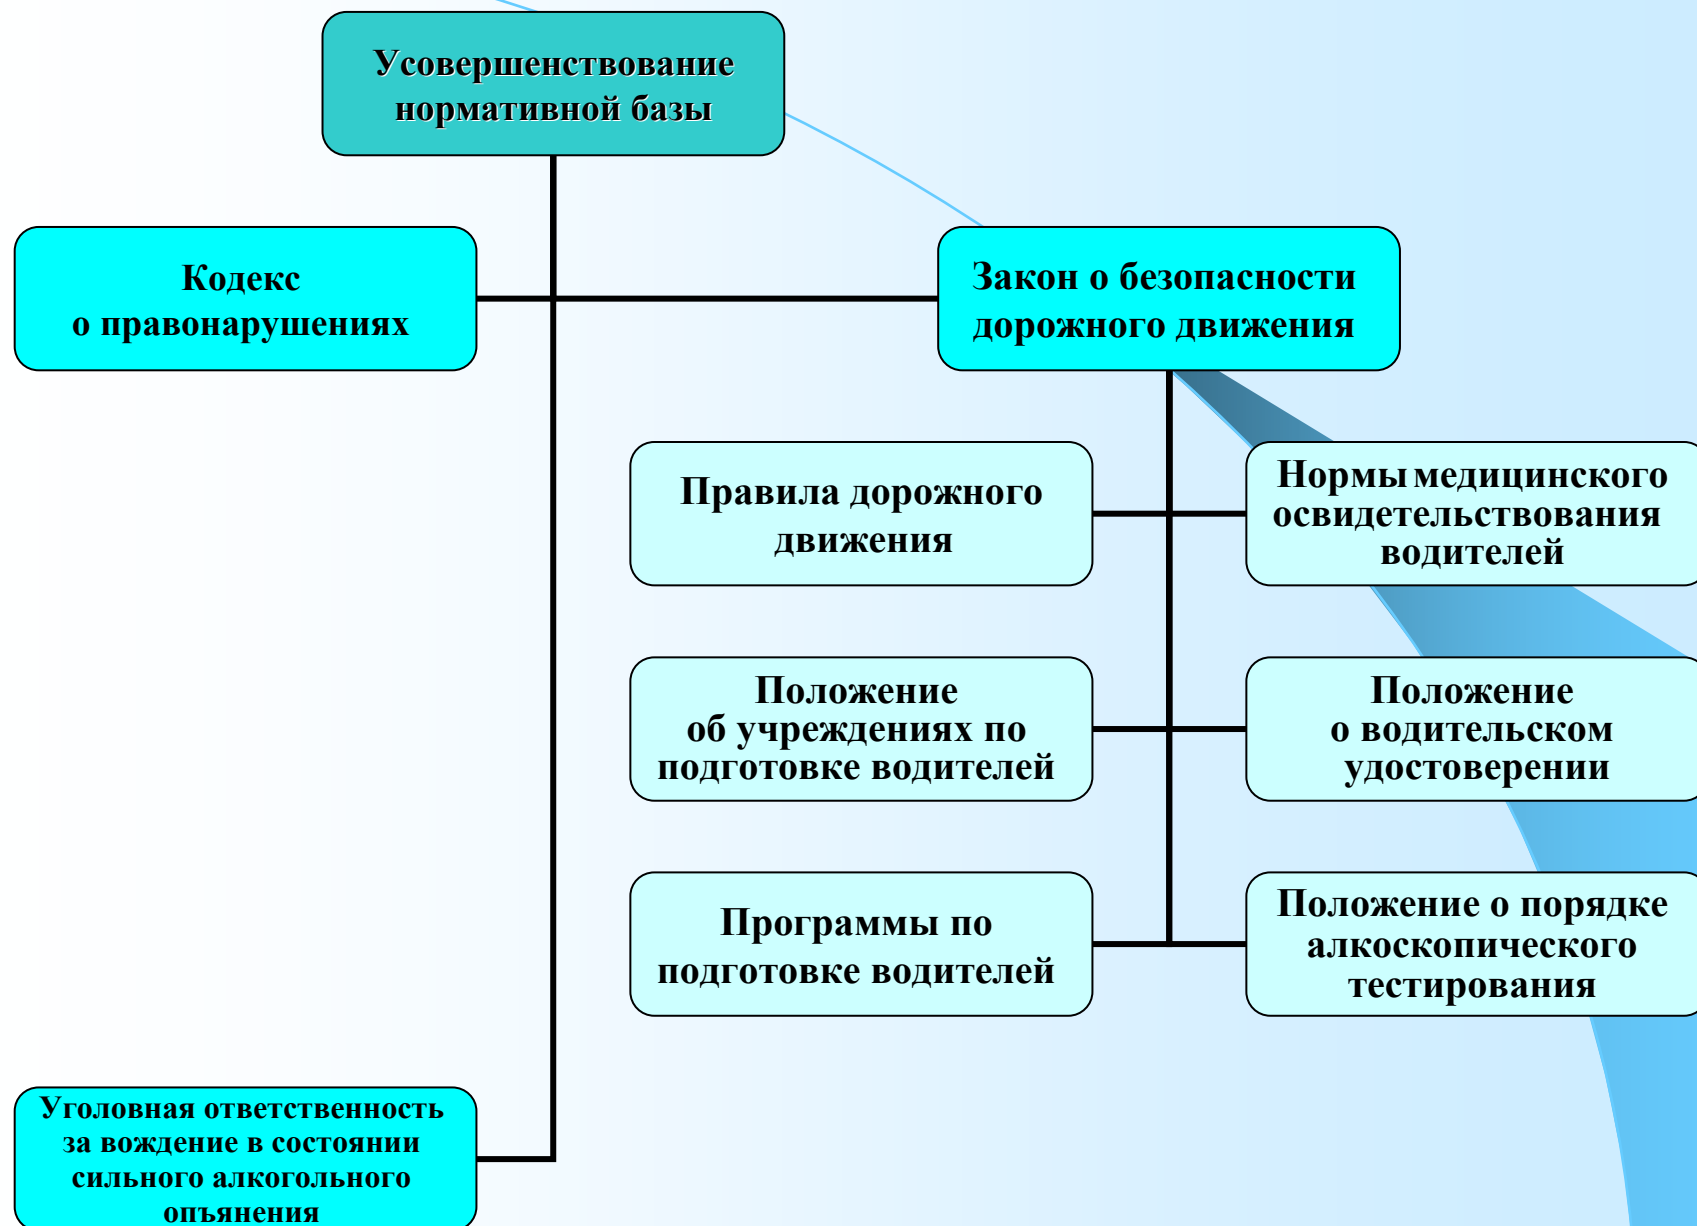 Усовершенствование
нормативной базы
Кодекс
о правонарушениях
Закон о безопасности
дорожного движения
Правила дорожного
движения
Нормы медицинского
освидетельствования
водителей
Положение
об учреждениях по
подготовке водителей
Положение
о водительском
удостоверении
Программы по
подготовке водителей
Положение о порядке
алкоскопического
тестирования
Уголовная ответственность
за вождение в состоянии
сильного алкогольного
опъянения